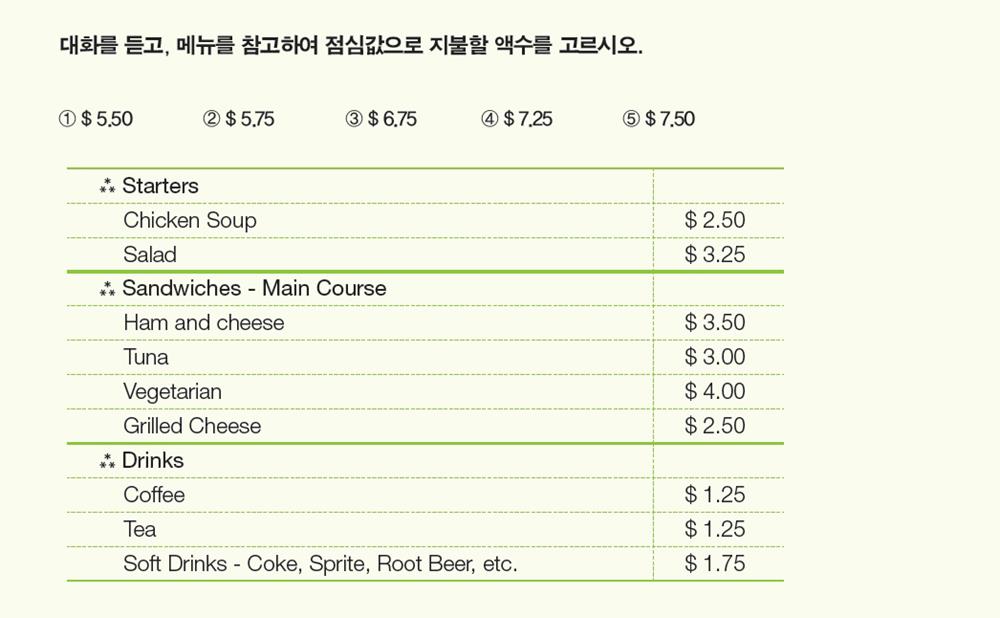 대화를 듣고, 메뉴를 참고하여 점심값으로 지불할 액수를 고르시오.
① $ 5.50 ② $ 5.75 ③ $ 6.75 ④ $ 7.25 ⑤ $ 7.50
⁂ Starters
Chicken Soup $ 2.50
Salad $ 3.25
⁂ Sandwiches - Main Course
Ham and cheese $ 3.50
Tuna $ 3.00
Vegetarian $ 4.00
Grilled Cheese $ 2.50
⁂ Drinks
Coffee $ 1.25
Tea $ 1.25
Soft Drinks - Coke, Sprite, Root Beer, etc. $ 1.75